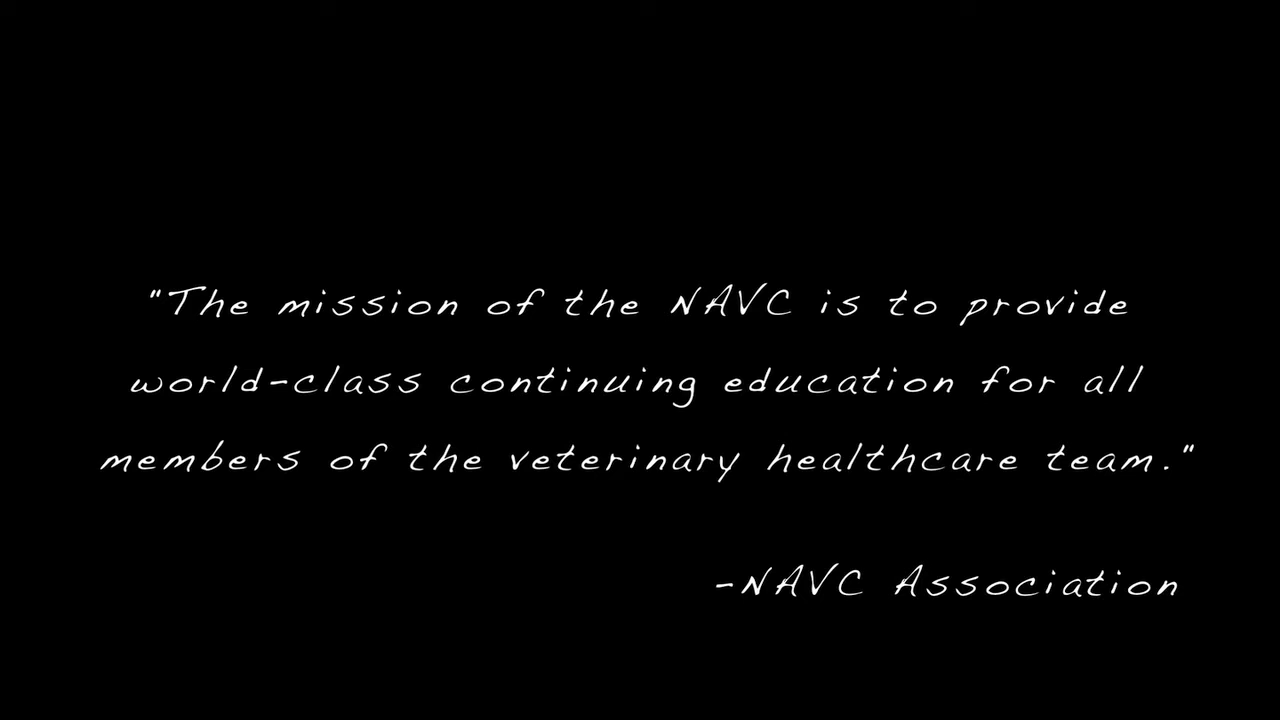 "The mission of the NAVC is to provide
world-class continuing education for all
members of the veterinary healthcare team."
-NAVC Association